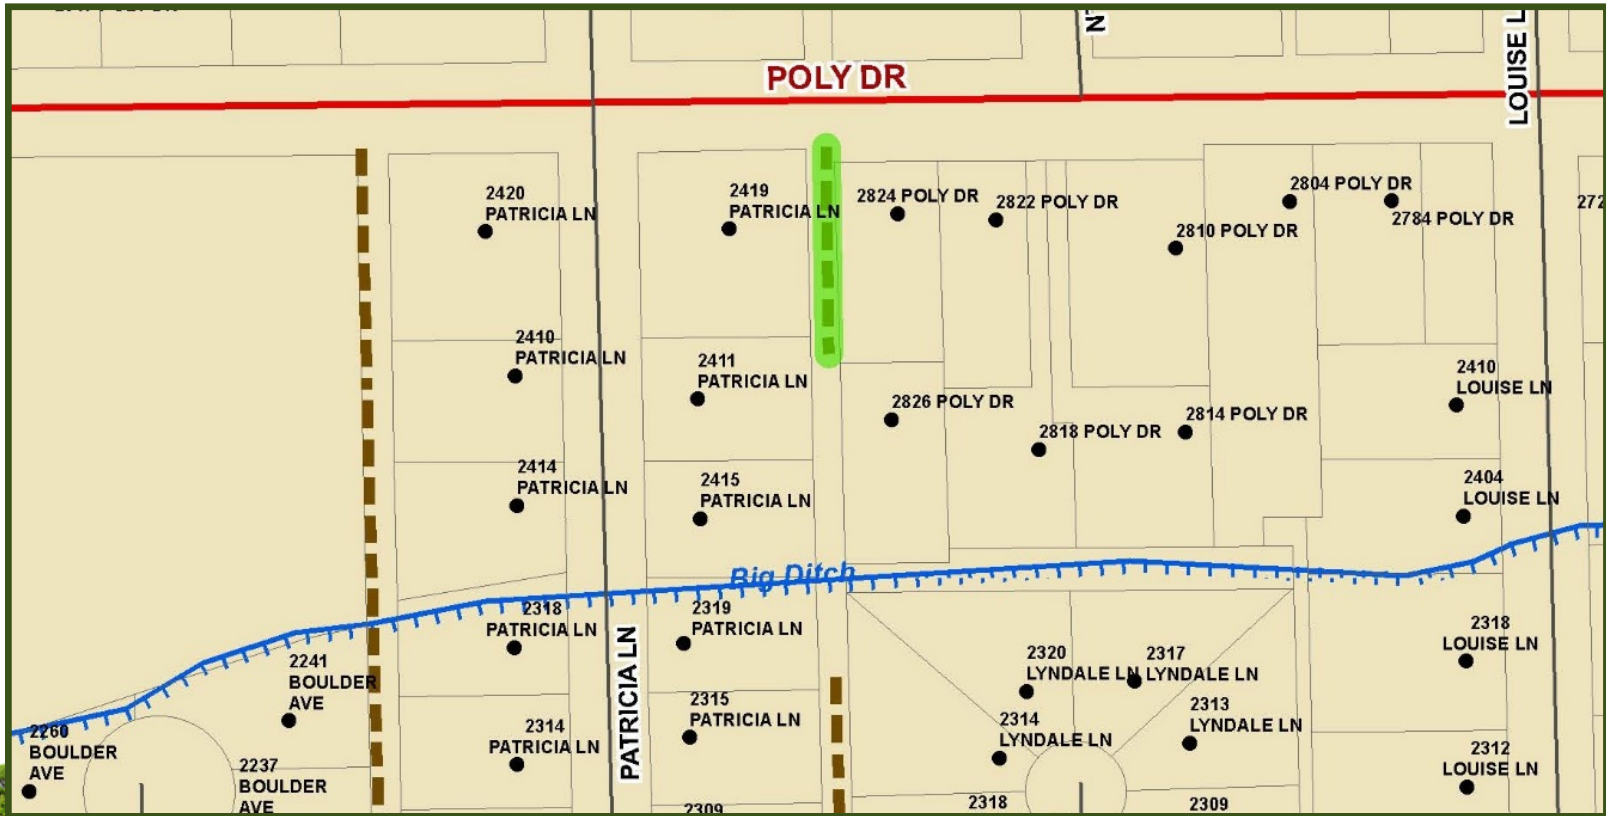 N
LOUISE L
POLY DR
2420
PATRICIA LN
2419
PATRICIA LN
2824 POLY DR
2822 POLY DR
2804 POLY DR
2784 POLY DR
272
2810 POLY DR
2410
PATRICIA LN
2411
PATRICIA LN
2410
LOUISE LN
2826 POLY DR
2814 POLY DR
2818 POLY DR
2414
PATRICIA LN
2415
PATRICIA LN
2404
LOUISE LN
Big Ditch
2318
PATRICIA LN
2319
PATRICIA LN
PATRICIA LN
2318
LOUISE LN
2241
BOULDER
AVE
2320
LYNDALE LN
2317
LYNDALE LN
2315
PATRICIA LN
2314
LYNDALE LN
2313
LYNDALE LN
2260
BOULDER
AVE
2314
PATRICIA LN
2312
LOUISE LN
2237
BOULDER
AVE
2309
2318
2309